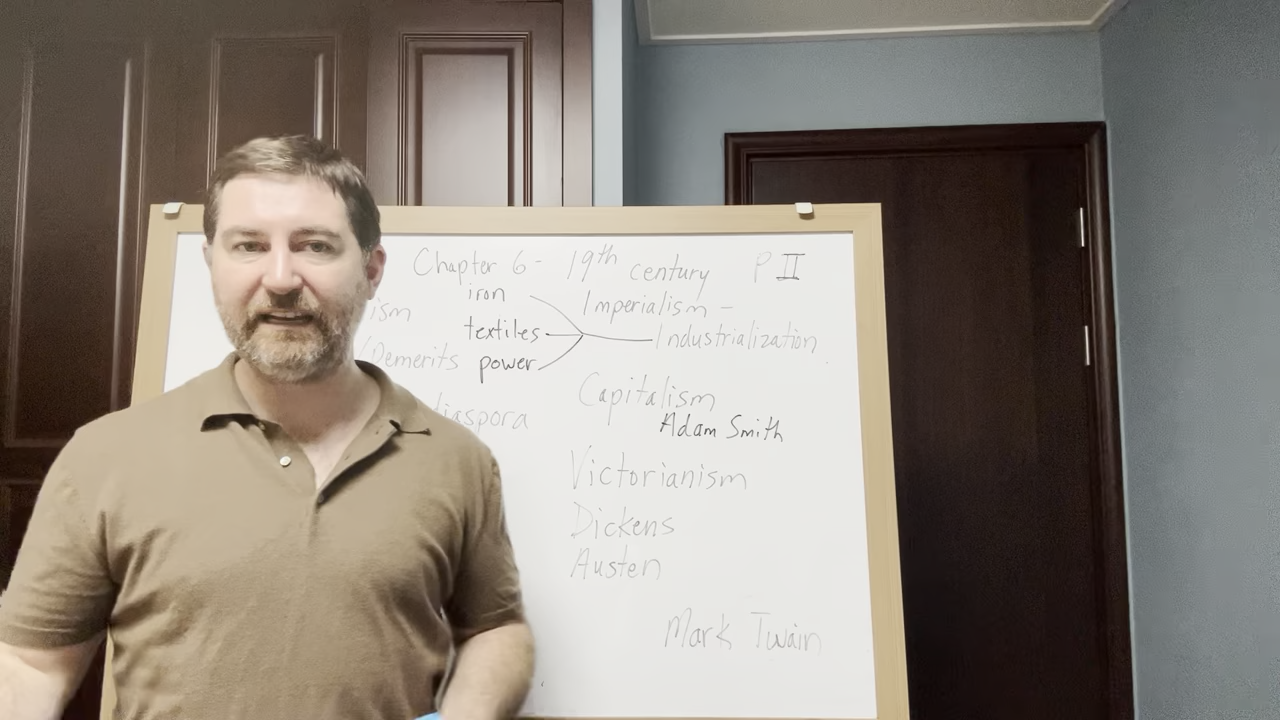 Chapter 6 - 19th century P II
iron
Imperialism -
ism
textiles
Industrialization
/Demerits
power
Capitalism
diaspora
Adam Smith
Victorianism
Dickens
Austen
Mark Twain